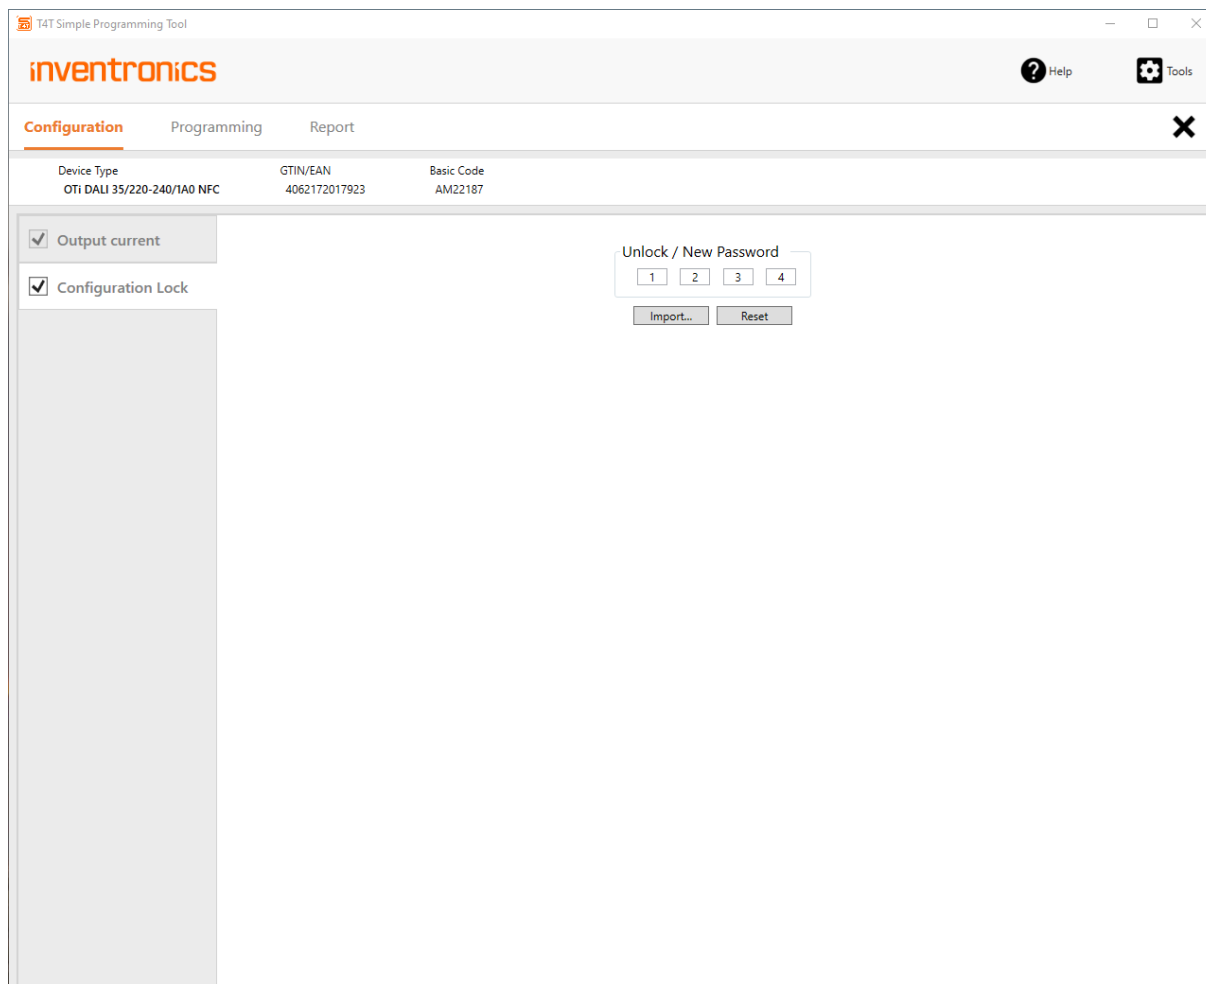 T4T Simple Programming Tool
inventronics
Help
Tools
Configuration Programming Report
Device Type GTIN/EAN Basic Code
OTi DALI 35/220-240/1A0 NFC 4062172017923 AM22187
Output current
Configuration Lock
Unlock / New Password
1 2 3 4
Import... Reset